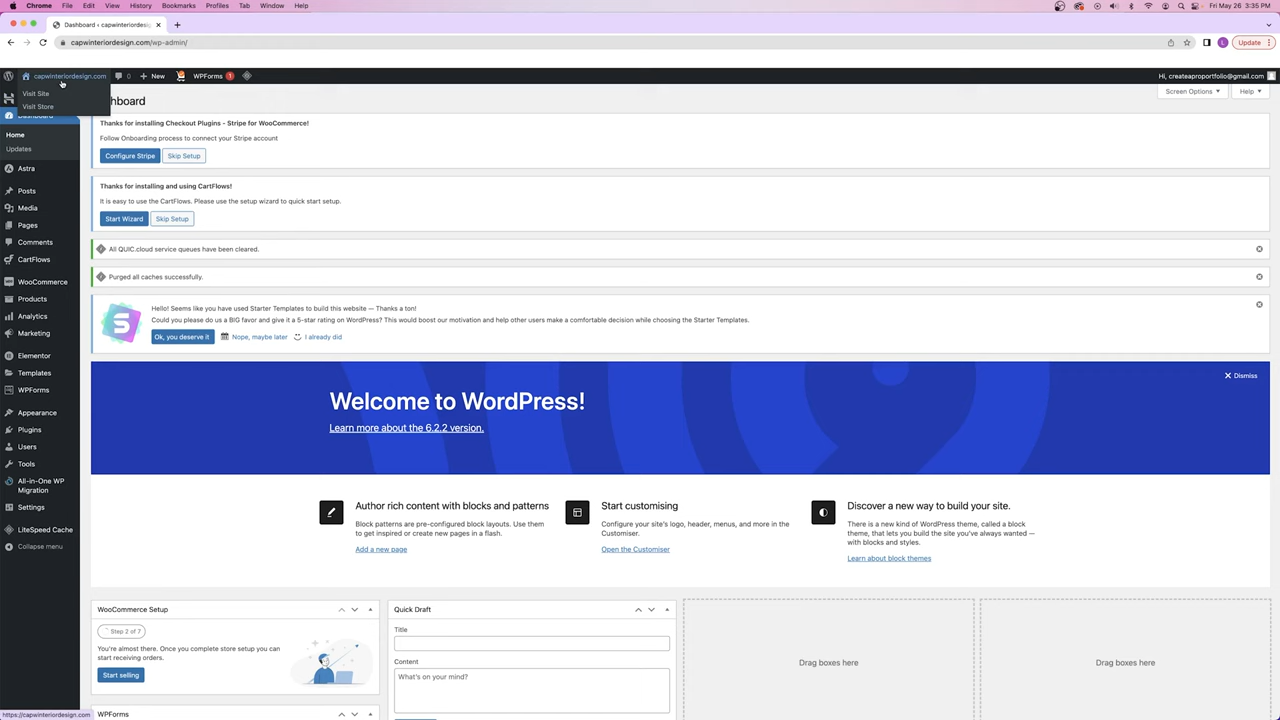 Chrome File Edit View History Bookmarks Profiles Tab Window Help
Fri May 26 3:35 PM
Dashboard ‹ capwinteriordesign
capwinteriordesign.com/wp-admin/
L
Update
capwinteriordesign.com
0
New
WPForms 1
Hi, createaproportfolio@gmail.com
Visit Site
Visit Store
Screen Options
Help
Home
Updates
Astra
Posts
Media
Pages
Comments
CartFlows
WooCommerce
Products
Analytics
Marketing
Elementor
Templates
WPForms
Appearance
Plugins
Users
Tools
All-in-One WP
Migration
Settings
LiteSpeed Cache
Collapse menu
hboard
Thanks for installing Checkout Plugins - Stripe for WooCommerce!
Follow Onboarding process to connect your Stripe account
Configure Stripe Skip Setup
Thanks for installing and using CartFlows!
It is easy to use the CartFlows. Please use the setup wizard to quick start setup.
Start Wizard Skip Setup
All QUIC.cloud service queues have been cleared.
Purged all caches successfully.
Hello! Seems like you have used Starter Templates to build this website — Thanks a ton!
Could you please do us a BIG favor and give it a 5-star rating on WordPress? This would boost our motivation and help other users make a comfortable decision while choosing the Starter Templates.
Ok, you deserve it Nope, maybe later I already did
Dismiss
Welcome to WordPress!
Learn more about the 6.2.2 version.
Author rich content with blocks and patterns
Block patterns are pre-configured block layouts. Use them
to get inspired or create new pages in a flash.
Add a new page
Start customising
Configure your site's logo, header, menus, and more in the
Customiser.
Open the Customiser
Discover a new way to build your site.
There is a new kind of WordPress theme, called a block
theme, that lets you build the site you've always wanted —
with blocks and styles.
Learn about block themes
WooCommerce Setup
Step 2 of 7
You're almost there. Once you complete store setup you can
start receiving orders.
Start selling
WPForms
Quick Draft
Title
Content
What's on your mind?
Drag boxes here
Drag boxes here
https://capwinteriordesign.com